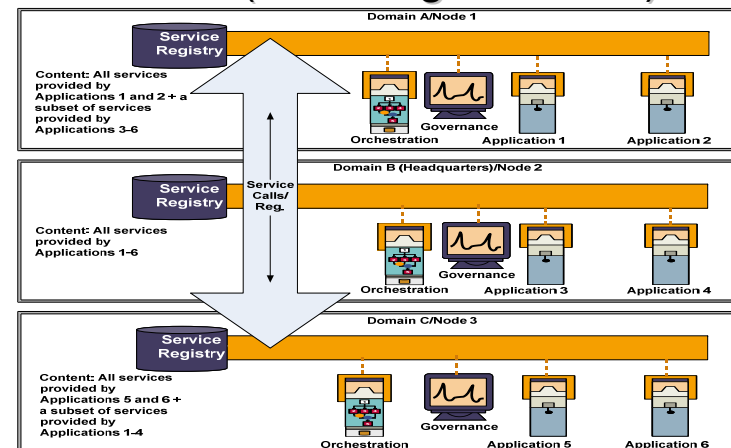 Domain A/Node 1
Service
Registry
Content: All services
provided by
Applications 1 and 2 + a
subset of services
provided by
Applications 3-6
Orchestration
Governance
Application 1
Application 2
Domain B (Headquarters)/Node 2
Service
Registry
Service
Calls/
Reg.
Content: All services
provided by
Applications 1-6
Orchestration
Governance
Application 3
Application 4
Domain C/Node 3
Service
Registry
Content: All services
provided by
Applications 5 and 6 +
a subset of services
provided by
Applications 1-4
Orchestration
Governance
Application 5
Application 6